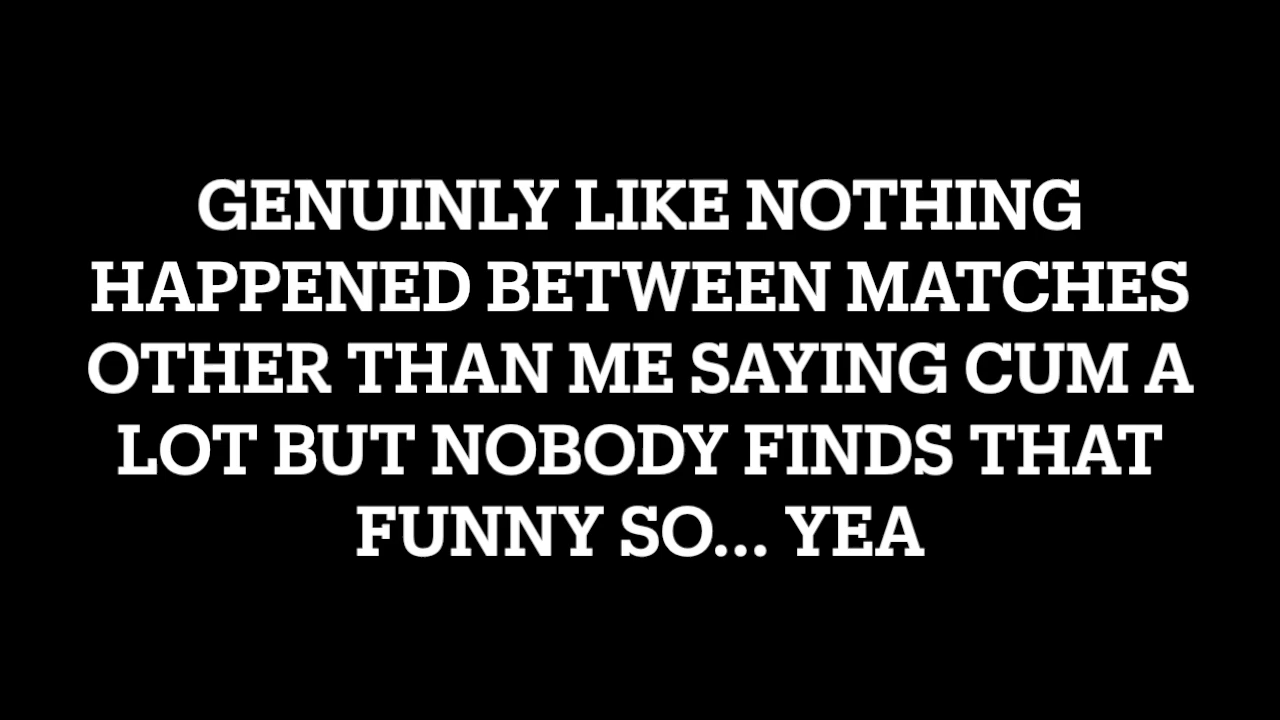 GENUINLY LIKE NOTHING
HAPPENED BETWEEN MATCHES
OTHER THAN ME SAYING CUM A
LOT BUT NOBODY FINDS THAT
FUNNY SO... YEA